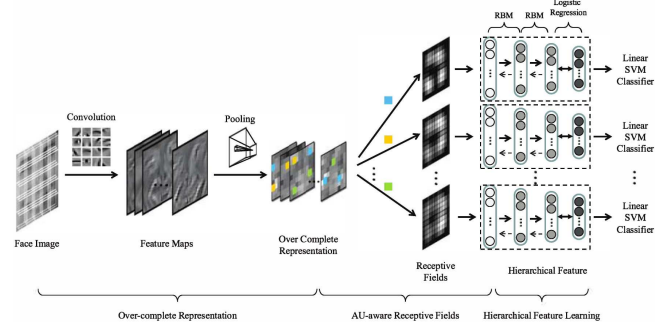 RBM
RBM
Logistic
Regression
Linear
SVM
Classifier
Convolution
Pooling
Linear
SVM
Classifier
Face Image
Feature Maps
Over Complete
Representation
Linear
SVM
Classifier
Receptive
Fields
Hierarchical Feature
Over-complete Representation
AU-aware Receptive Fields
Hierarchical Feature Learning